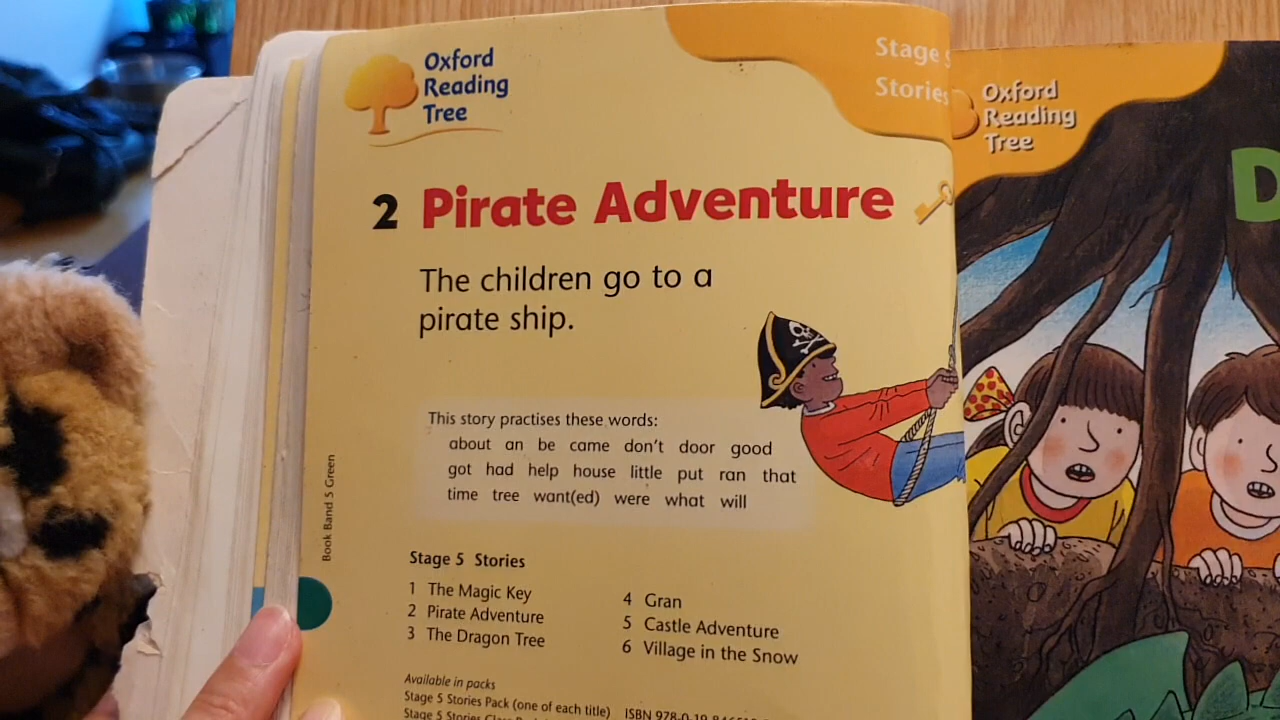 Oxford
Reading
Tree
Stage
Stories
2 Pirate Adventure
The children go to a
pirate ship.
This story practises these words:
about an be came don't door good
got had help house little put ran that
time tree want(ed) were what will
Book Band 5 Green
Stage 5 Stories
1 The Magic Key
2 Pirate Adventure
3 The Dragon Tree
4 Gran
5 Castle Adventure
6 Village in the Snow
Available in packs
Stage 5 Stories Pack (one of each title) ISBN 978-0-19-
Stage 5 Stories Class
Oxford
Reading
Tree
D